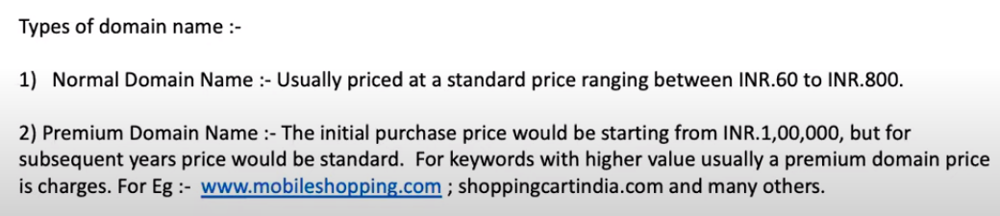 Types of domain name :-
1) Normal Domain Name :- Usually priced at a standard price ranging between INR.60 to INR.800.
2) Premium Domain Name :- The initial purchase price would be starting from INR.1,00,000, but for
subsequent years price would be standard. For keywords with higher value usually a premium domain price
is charges. For Eg :- www.mobileshopping.com ; shoppingcartindia.com and many others.